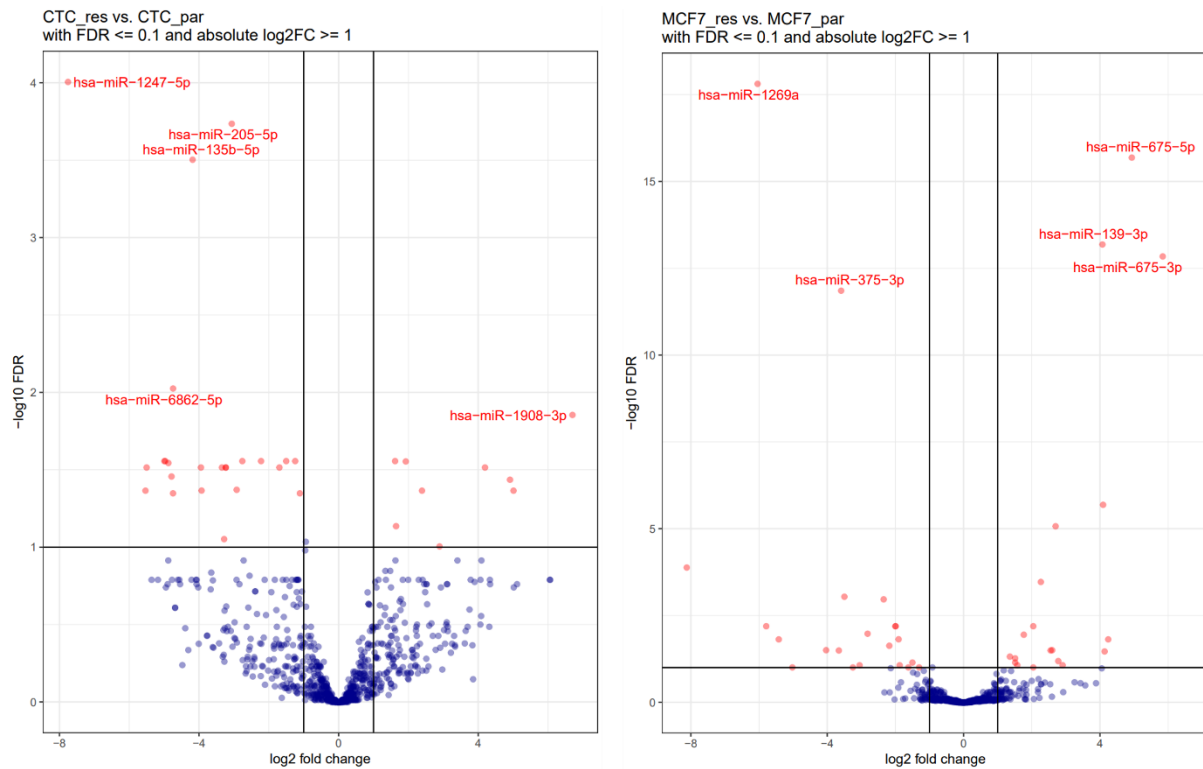 CTC_res vs. CTC_par
with FDR <= 0.1 and absolute log2FC >= 1
hsa−miR−1247−5p
hsa−miR−205−5p
hsa−miR−135b−5p
hsa−miR−6862−5p
hsa−miR−1908−3p
4
3
2
1
0
−log10 FDR
−8
−4
0
4
log2 fold change
MCF7_res vs. MCF7_par
with FDR <= 0.1 and absolute log2FC >= 1
hsa−miR−1269a
hsa−miR−675−5p
hsa−miR−139−3p
hsa−miR−675−3p
hsa−miR−375−3p
15
10
5
0
−log10 FDR
−8
−4
0
4
log2 fold change